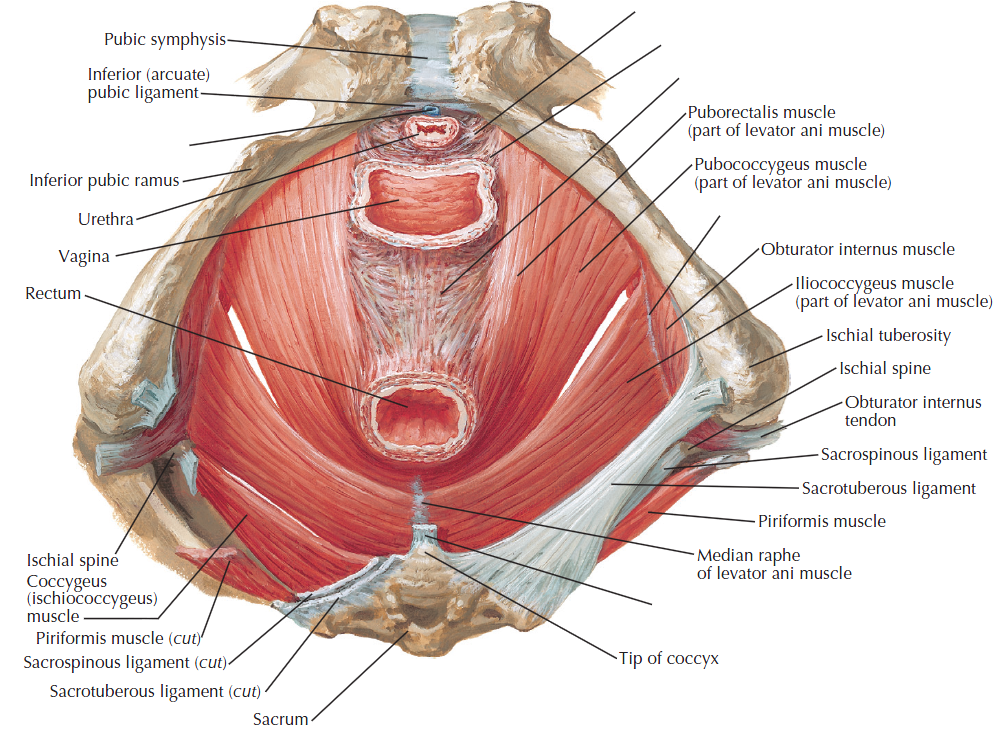 Pubic symphysis
Inferior (arcuate)
pubic ligament
Inferior pubic ramus
Urethra
Vagina
Rectum
Ischial spine
Coccygeus
(ischiococcygeus)
muscle
Piriformis muscle (cut)
Sacrospinous ligament (cut)
Sacrotuberous ligament (cut)
Sacrum
Puborectalis muscle
(part of levator ani muscle)
Pubococcygeus muscle
(part of levator ani muscle)
Obturator internus muscle
Iliococcygeus muscle
(part of levator ani muscle)
Ischial tuberosity
Ischial spine
Obturator internus
tendon
Sacrospinous ligament
Sacrotuberous ligament
Piriformis muscle
Median raphe
of levator ani muscle
Tip of coccyx